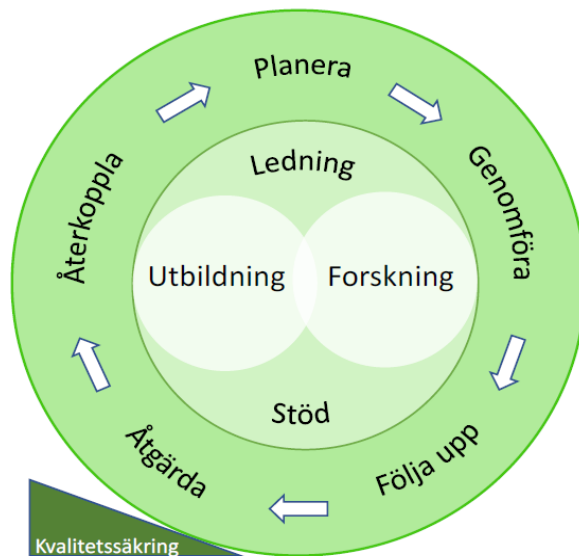 Planera
Genomföra
Följa upp
Åtgärda
Återkoppla
Ledning
Utbildning
Forskning
Stöd
Kvalitetssäkring